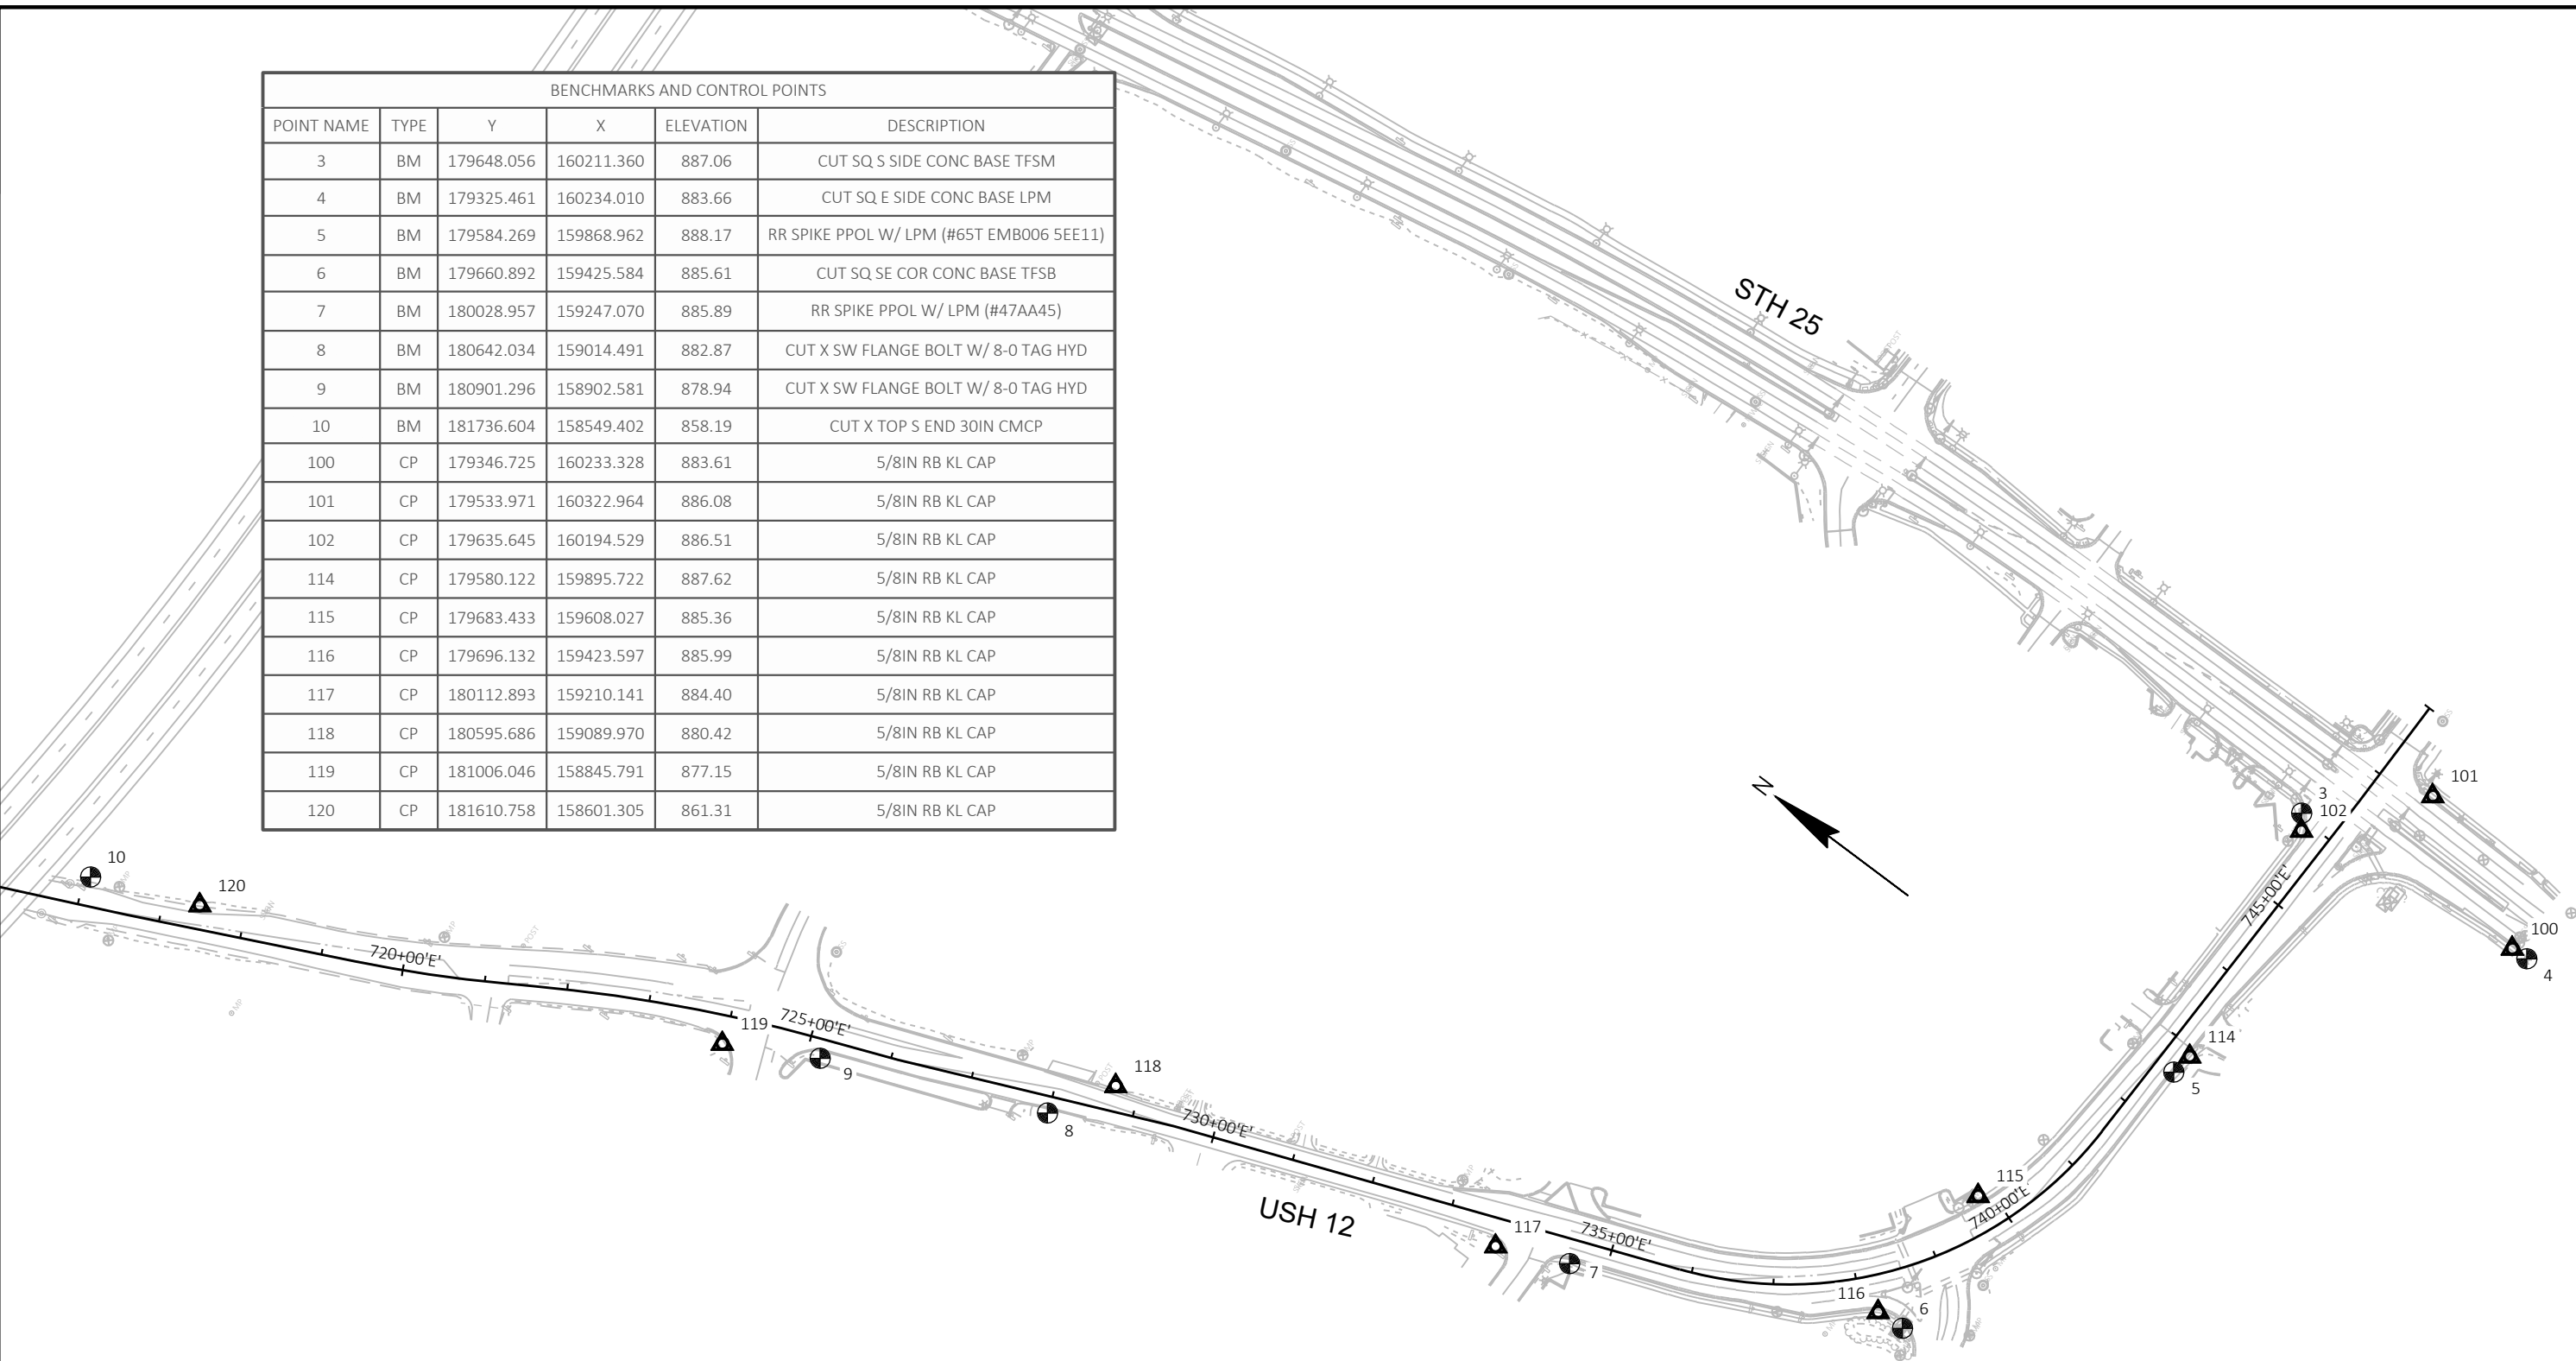 BENCHMARKS AND CONTROL POINTS
POINT NAME TYPE Y X ELEVATION DESCRIPTION
3 BM 179648.056 160211.360 887.06 CUT SQ S SIDE CONC BASE TFSM
4 BM 179325.461 160234.010 883.66 CUT SQ E SIDE CONC BASE LPM
5 BM 179584.269 159868.962 888.17 RR SPIKE PPOL W/ LPM (#65T EMB006 5EE11)
6 BM 179660.892 159425.584 885.61 CUT SQ SE COR CONC BASE TFSB
7 BM 180028.957 159247.070 885.89 RR SPIKE PPOL W/ LPM (#47AA45)
8 BM 180642.034 159014.491 882.87 CUT X SW FLANGE BOLT W/ 8-0 TAG HYD
9 BM 180901.296 158902.581 878.94 CUT X SW FLANGE BOLT W/ 8-0 TAG HYD
10 BM 181736.604 158549.402 858.19 CUT X TOP S END 30IN CMCP
100 CP 179346.725 160233.328 883.61 5/8IN RB KL CAP
101 CP 179533.971 160322.964 886.08 5/8IN RB KL CAP
102 CP 179635.645 160194.529 886.51 5/8IN RB KL CAP
114 CP 179580.122 159895.722 887.62 5/8IN RB KL CAP
115 CP 179683.433 159608.027 885.36 5/8IN RB KL CAP
116 CP 179696.132 159423.597 885.99 5/8IN RB KL CAP
117 CP 180112.893 159210.141 884.40 5/8IN RB KL CAP
118 CP 180595.686 159089.970 880.42 5/8IN RB KL CAP
119 CP 181006.046 158845.791 877.15 5/8IN RB KL CAP
120 CP 181610.758 158601.305 861.31 5/8IN RB KL CAP
STH 25
POST
N
101
3
102
10
120
745+00'E'
100
4
POST
720+00'E'
119
725+00'E'
114
9
118
5
8
730+00'E'
115
740+00'E'
USH 12
117
735+00'E'
7
116
6